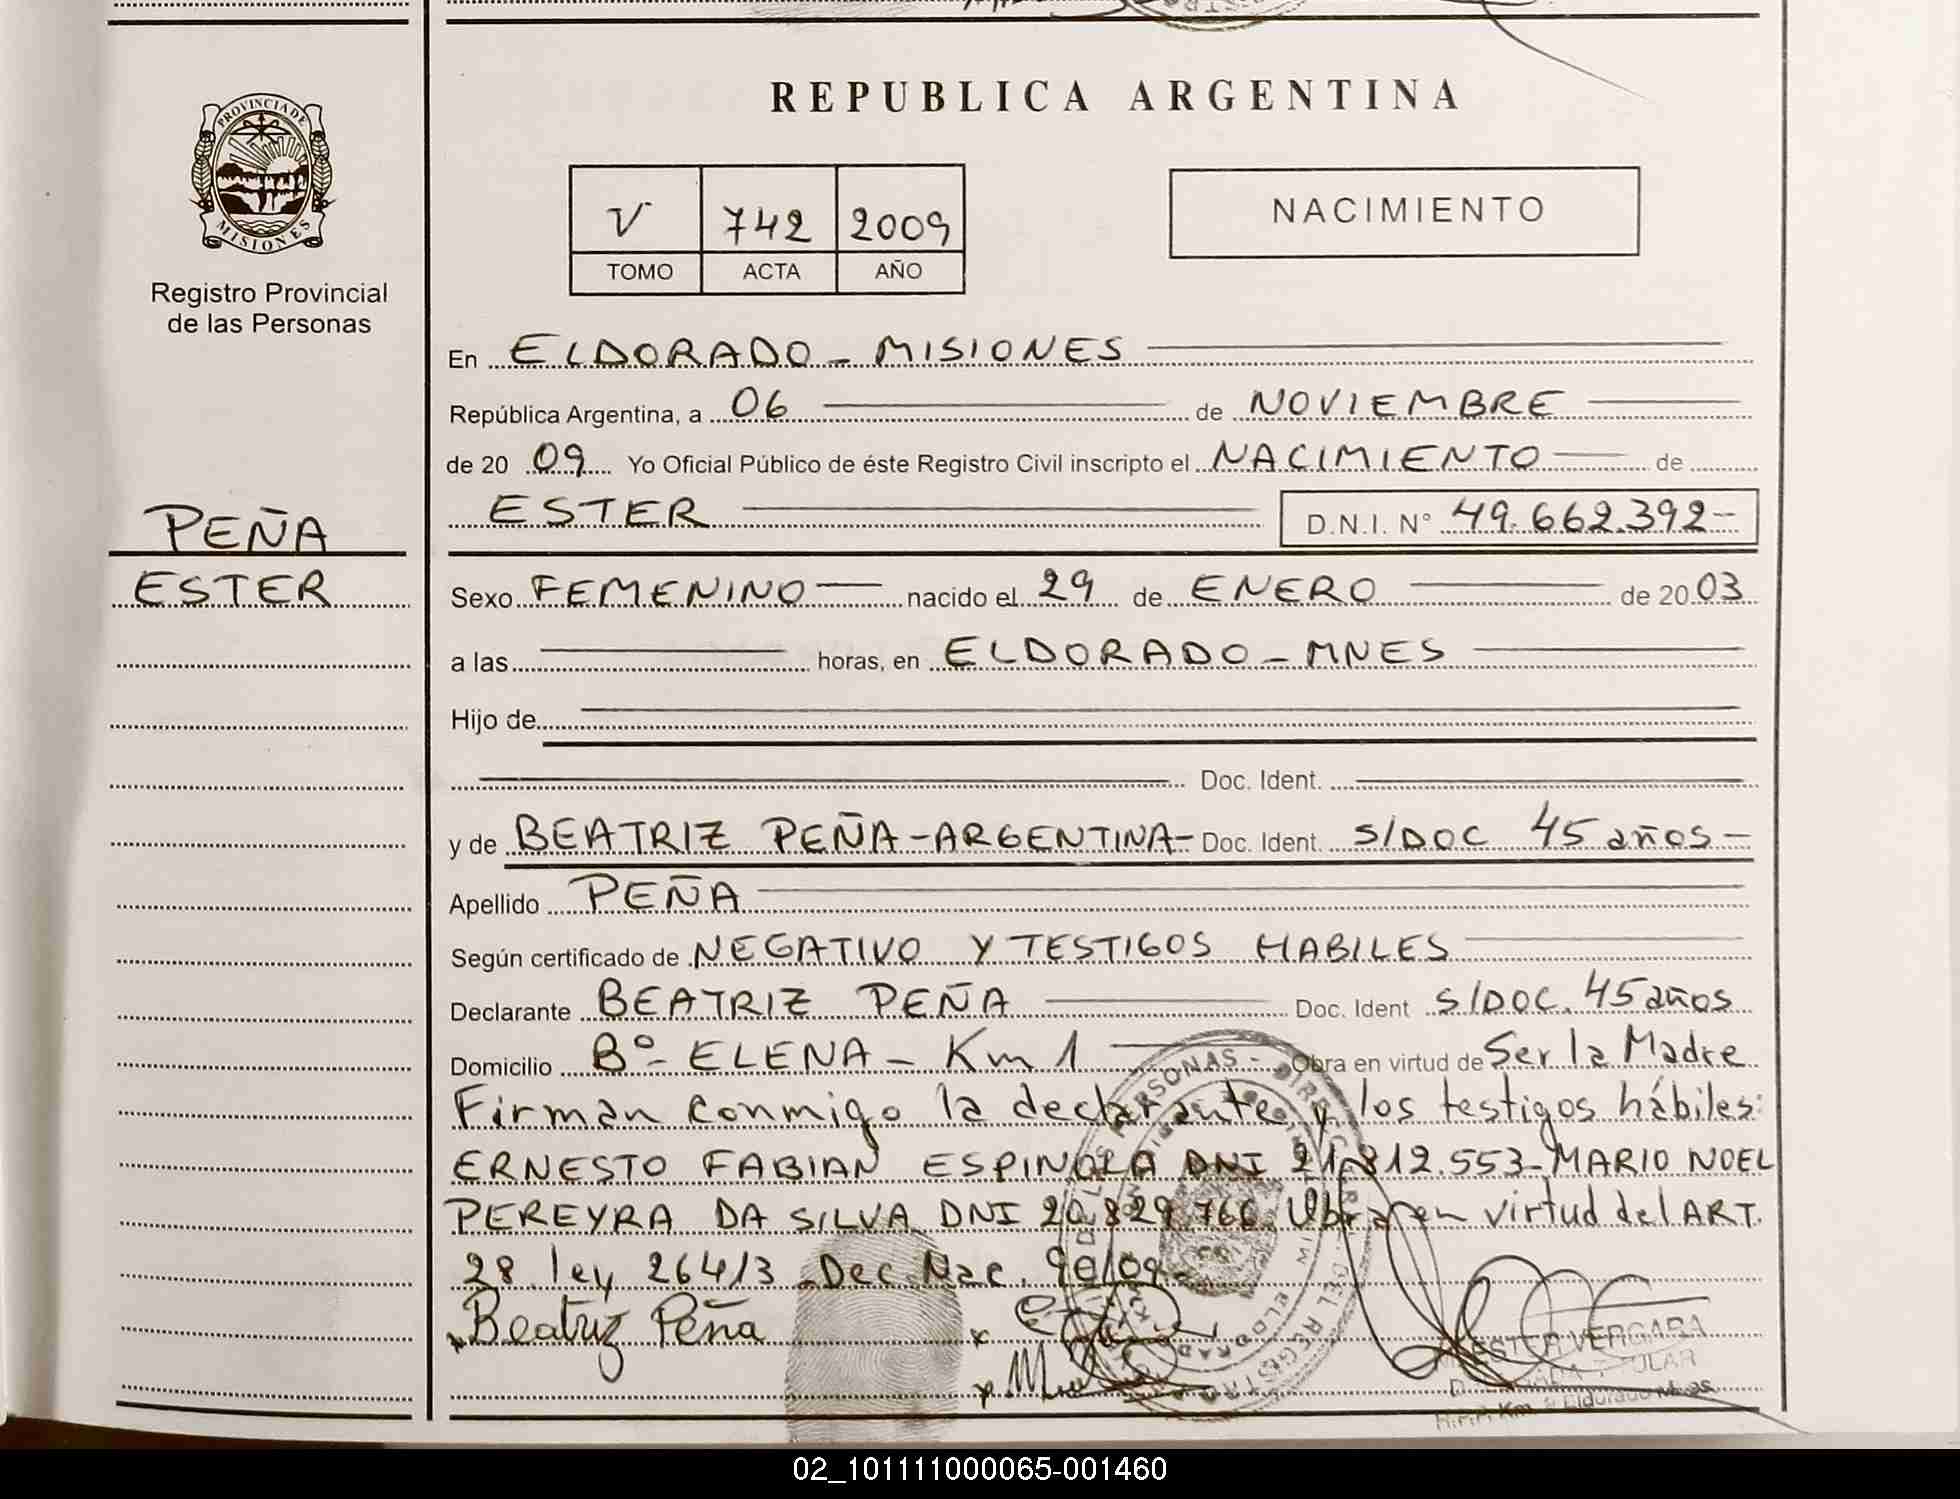 REPUBLICA ARGENTINA
PROVINCIA DE
MISIONES
Registro Provincial
de las Personas
V 742 2009
TOMO ACTA AÑO
NACIMIENTO
En ELDORADO - MISIONES
República Argentina, a 06 de NOVIEMBRE
de 20 09 Yo Oficial Público de éste Registro Civil inscripto el NACIMIENTO de
ESTER D.N.I. N° 49.662.392-
PEÑA
ESTER
Sexo FEMENINO nacido el 29 de ENERO de 20 03
a las horas, en ELDORADO - MNES
Hijo de
Doc. Ident.
y de BEATRIZ PEÑA - ARGENTINA - Doc. Ident. S/DOC 45 años -
Apellido PEÑA
Según certificado de NEGATIVO Y TESTIGOS HABILES
Declarante BEATRIZ PEÑA Doc. Ident S/DOC. 45 años
Domicilio Bº- ELENA - Km 1 Obra en virtud de Ser la Madre
Firman conmigo la declarante y los testigos hábiles:
ERNESTO FABIAN ESPINOLA DNI 21.812.553- MARIO NOEL
PEREYRA DA SILVA DNI 20.829.766. Obra en virtud del ART.
28 ley 26413 - Dec. Nac. 90/09-
Beatriz Peña
ESTER VERGARA
02_101111000065-001460